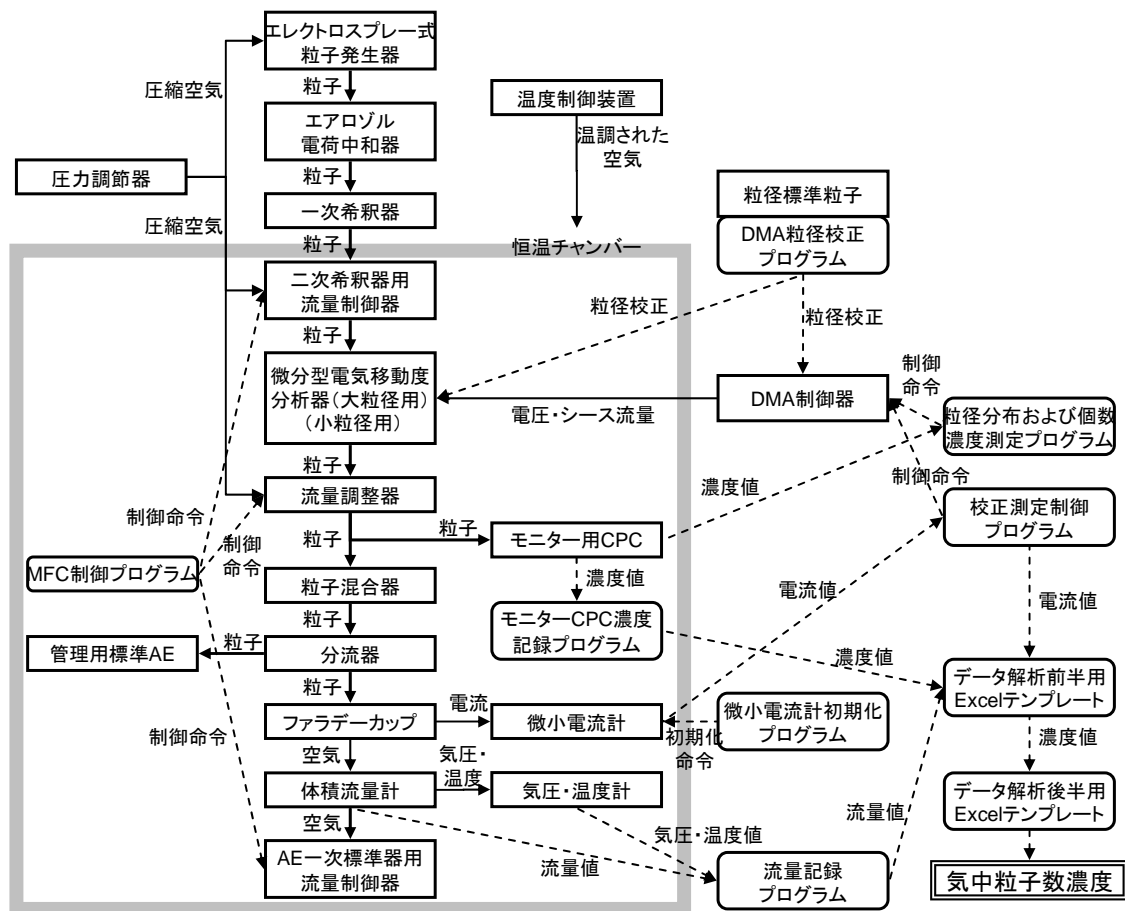 エレクトロスプレー式
粒子発生器
粒子
圧縮空気
エアロゾル
電荷中和器
温度制御装置
温調された
空気
圧力調節器
粒子
一次希釈器
圧縮空気
粒子
恒温チャンバー
粒径標準粒子
DMA粒径校正
プログラム
二次希釈器用
流量制御器
粒径校正
粒径校正
粒子
微分型電気移動度
分析器(大粒径用)
(小粒径用)
電圧・シース流量
DMA制御器
制御
命令
粒径分布および個数
濃度測定プログラム
粒子
流量調整器
濃度値
制御命令
校正測定制御
プログラム
制御命令
制御
命令
粒子
粒子
モニター用CPC
MFC制御プログラム
粒子混合器
濃度値
電流値
電流値
粒子
モニターCPC濃度
記録プログラム
管理用標準AE
粒子
分流器
濃度値
データ解析前半用
Excelテンプレート
粒子
ファラデーカップ
電流
微小電流計
初期化
命令
微小電流計初期化
プログラム
制御命令
濃度値
空気
気圧・
温度
体積流量計
気圧・温度計
データ解析後半用
Excelテンプレート
流量値
空気
気圧・温度値
AE一次標準器用
流量制御器
流量値
流量記録
プログラム
気中粒子数濃度